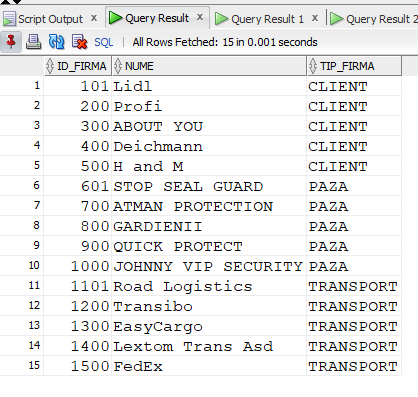 Script Output x Query Result x Query Result 1 x Query Result 2
SQL | All Rows Fetched: 15 in 0.001 seconds
ID_FIRMA NUME TIP_FIRMA
1 101 Lidl CLIENT
2 200 Profi CLIENT
3 300 ABOUT YOU CLIENT
4 400 Deichmann CLIENT
5 500 H and M CLIENT
6 601 STOP SEAL GUARD PAZA
7 700 ATMAN PROTECTION PAZA
8 800 GARDIENII PAZA
9 900 QUICK PROTECT PAZA
10 1000 JOHNNY VIP SECURITY PAZA
11 1101 Road Logistics TRANSPORT
12 1200 Transibo TRANSPORT
13 1300 EasyCargo TRANSPORT
14 1400 Lextom Trans Asd TRANSPORT
15 1500 FedEx TRANSPORT